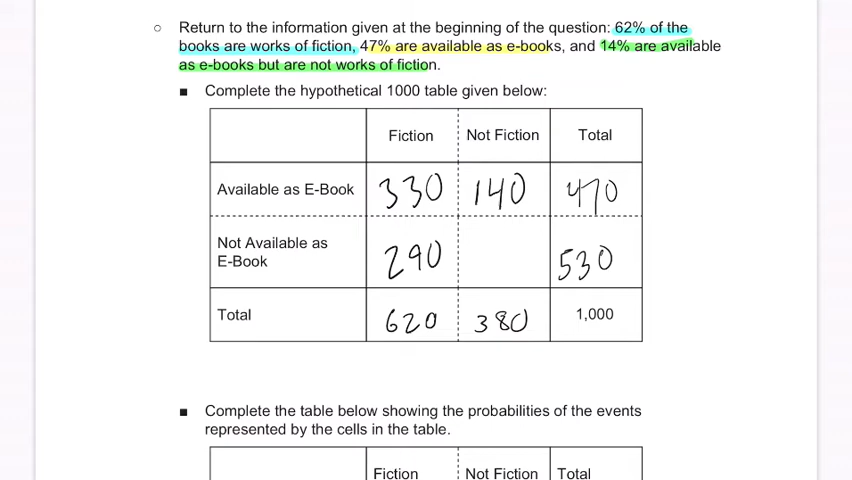 ○ Return to the information given at the beginning of the question: 62% of the
books are works of fiction, 47% are available as e-books, and 14% are available
as e-books but are not works of fiction.
■ Complete the hypothetical 1000 table given below:
Fiction Not Fiction Total
Available as E-Book 330 140 470
Not Available as
E-Book 290 530
Total 620 380 1,000
■ Complete the table below showing the probabilities of the events
represented by the cells in the table.
Fiction Not Fiction Total